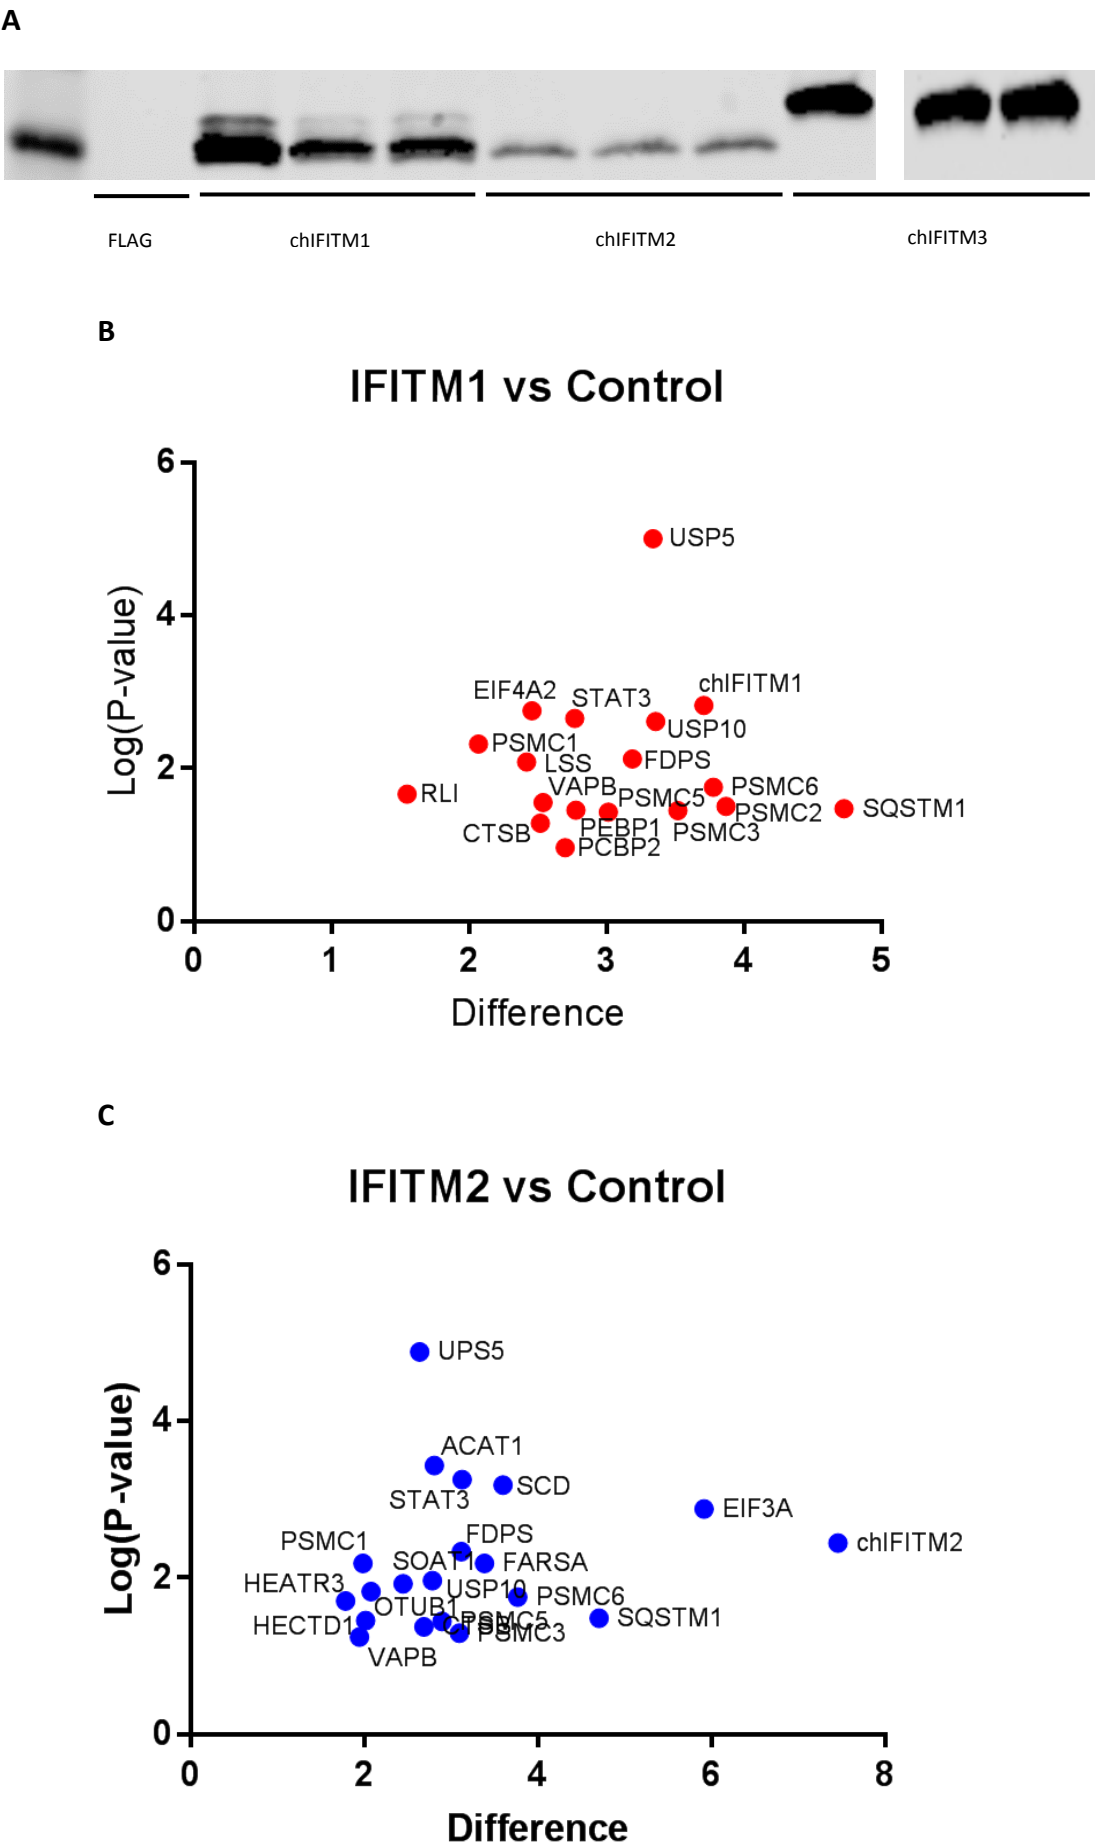 A
FLAG
chIFITM1
chIFITM2
chIFITM3
B
IFITM1 vs Control
6
4
2
0
Log(P-value)
USP5
chIFITM1
EIF4A2
STAT3
USP10
PSMC1
LSS
FDPS
RLI
VAPB
PSMC5
PSMC6
PSMC2
SQSTM1
CTSB
PEBP1
PSMC3
PCBP2
0 1 2 3 4 5
Difference
C
IFITM2 vs Control
6
4
2
0
Log(P-value)
UPS5
ACAT1
STAT3
SCD
EIF3A
chIFITM2
PSMC1
FDPS
SOAT1
FARSA
HEATR3
USP10
PSMC6
OTUB1
HECTD1
CTSB
PSMC5
PSMC3
SQSTM1
VAPB
0 2 4 6 8
Difference